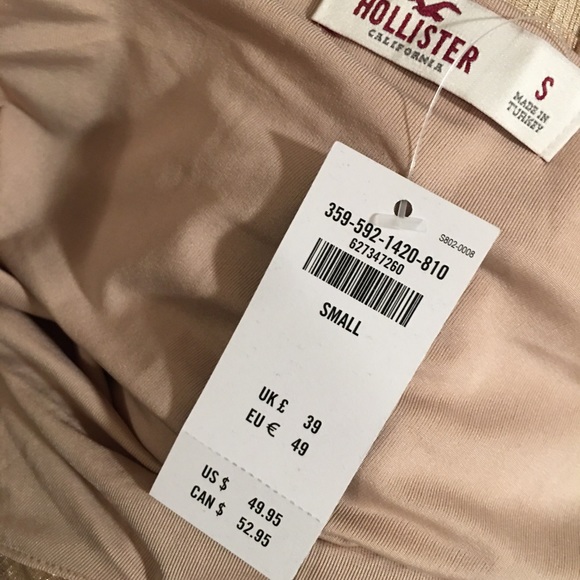 HOLLISTER
CALIFORNIA
S
MADE IN
TURKEY
359-592-1420-810
S802-0008
627347260
SMALL
UK £ 39
EU € 49
US $ 49.95
CAN $ 52.95